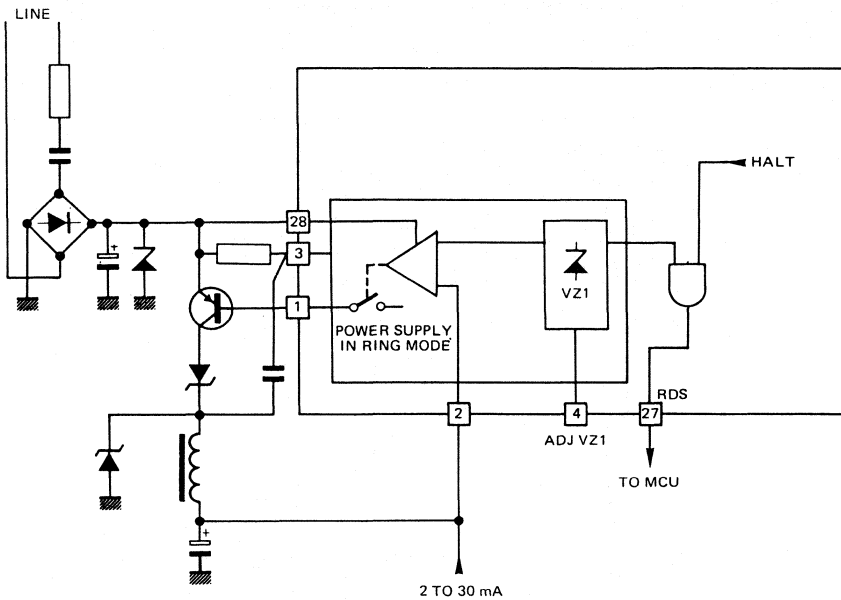 LINE
HALT
28
3
VZ1
1
POWER SUPPLY
IN RING MODE
RDS
2
4
27
ADJ VZ1
TO MCU
+
+
2 TO 30 mA